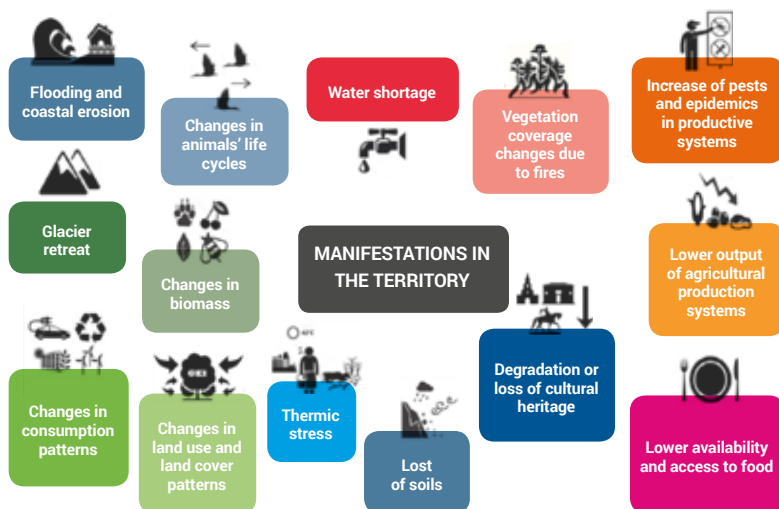 Flooding and
coastal erosion
Changes in
animals' life
cycles
Water shortage
Vegetation
coverage
changes due
to fires
Increase of pests
and epidemics
in productive
systems
Glacier
retreat
Changes in
biomass
MANIFESTATIONS IN
THE TERRITORY
Lower output
of agricultural
production
systems
Changes in
consumption
patterns
Changes in
land use and
land cover
patterns
Thermic
stress
Lost
of soils
Degradation or
loss of cultural
heritage
Lower availability
and access to food